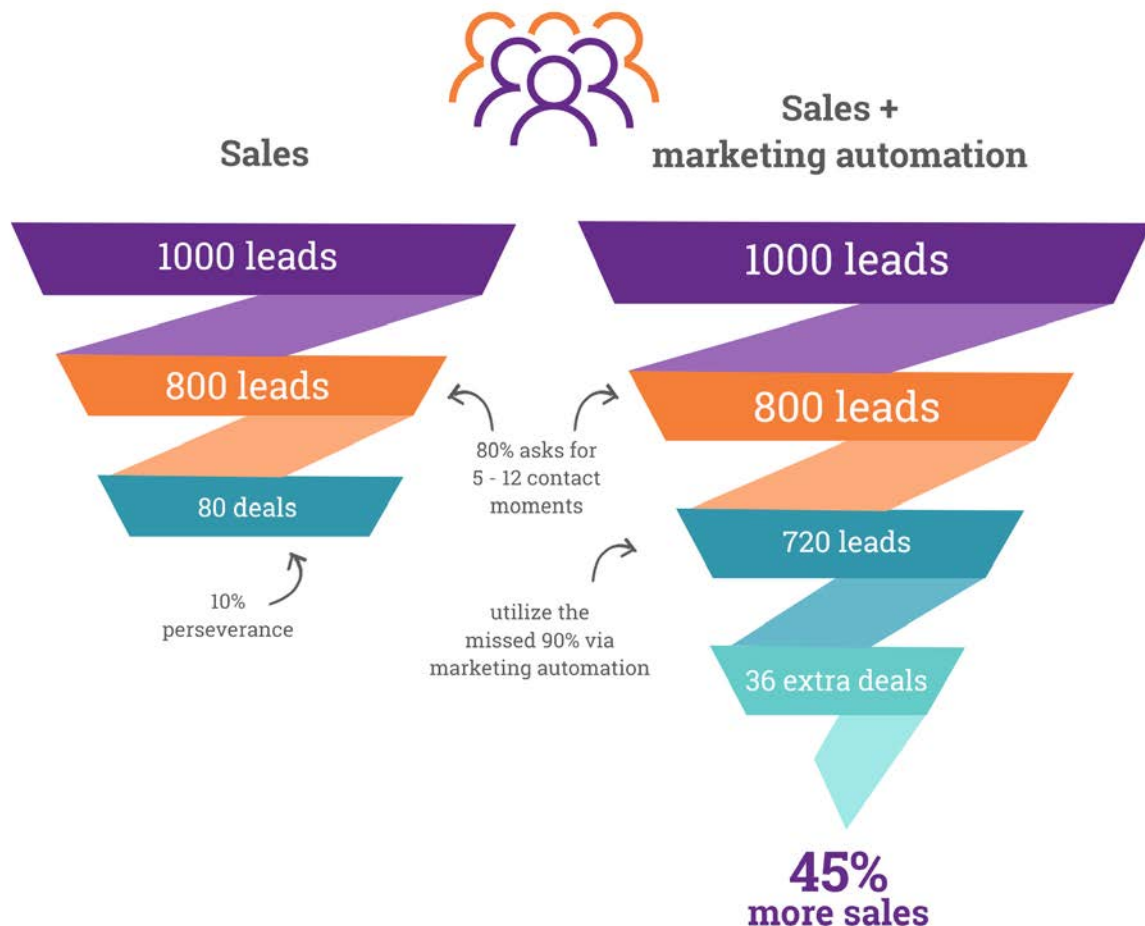 Sales
1000 leads
800 leads
80 deals
10%
perseverance
80% asks for
5 - 12 contact
moments
utilize the
missed 90% via
marketing automation
Sales +
marketing automation
1000 leads
800 leads
720 leads
36 extra deals
45%
more sales